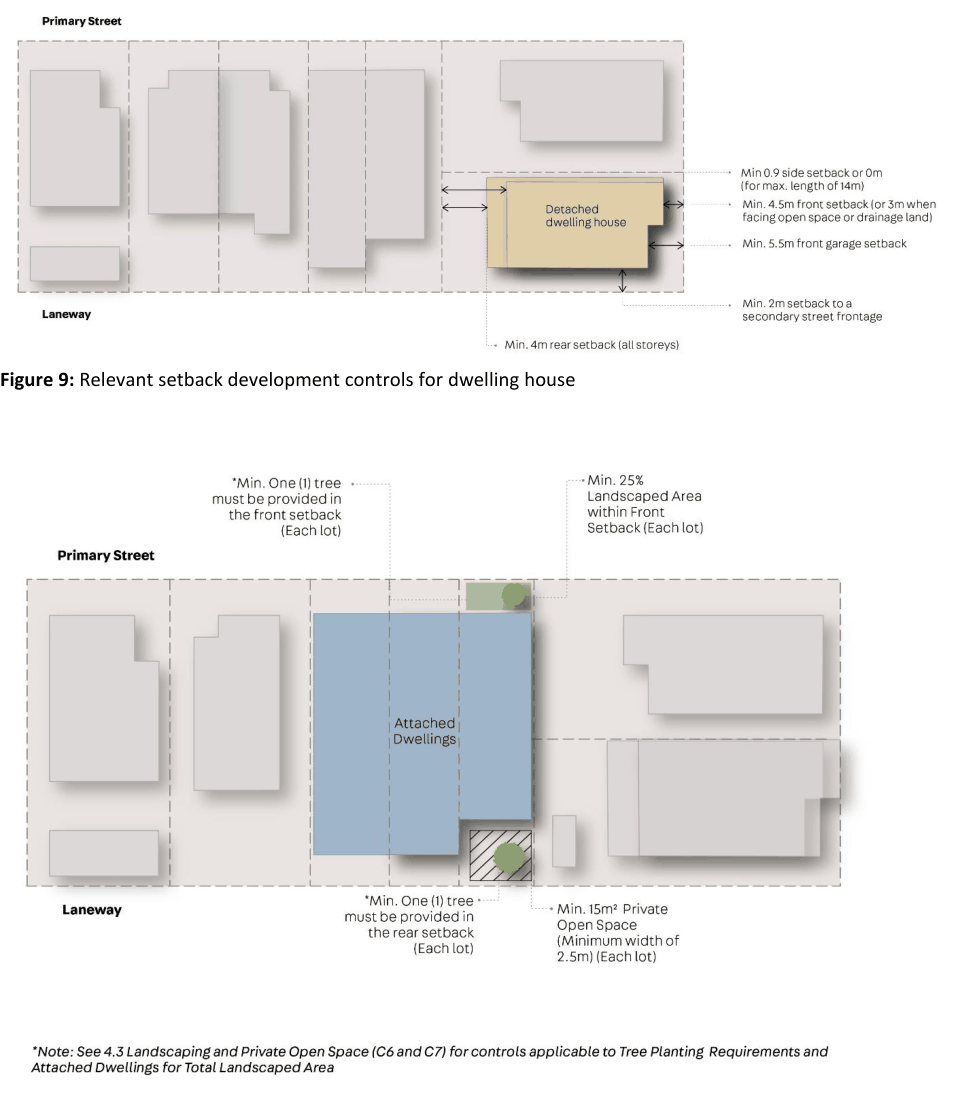 Primary Street
Min 0.9 side setback or 0m
(for max. length of 14m)
Min. 4.5m front setback (or 3m when
facing open space or drainage land)
Detached
dwelling house
Min. 5.5m front garage setback
Min. 2m setback to a
secondary street frontage
Laneway
Min. 4m rear setback (all storeys)
Figure 9: Relevant setback development controls for dwelling house
*Min. One (1) tree
must be provided in
the front setback
(Each lot)
Min. 25%
Landscaped Area
within Front
Setback (Each lot)
Primary Street
Attached
Dwellings
Laneway
*Min. One (1) tree
must be provided in
the rear setback
(Each lot)
Min. 15m² Private
Open Space
(Minimum width of
2.5m) (Each lot)
*Note: See 4.3 Landscaping and Private Open Space (C6 and C7) for controls applicable to Tree Planting Requirements and
Attached Dwellings for Total Landscaped Area